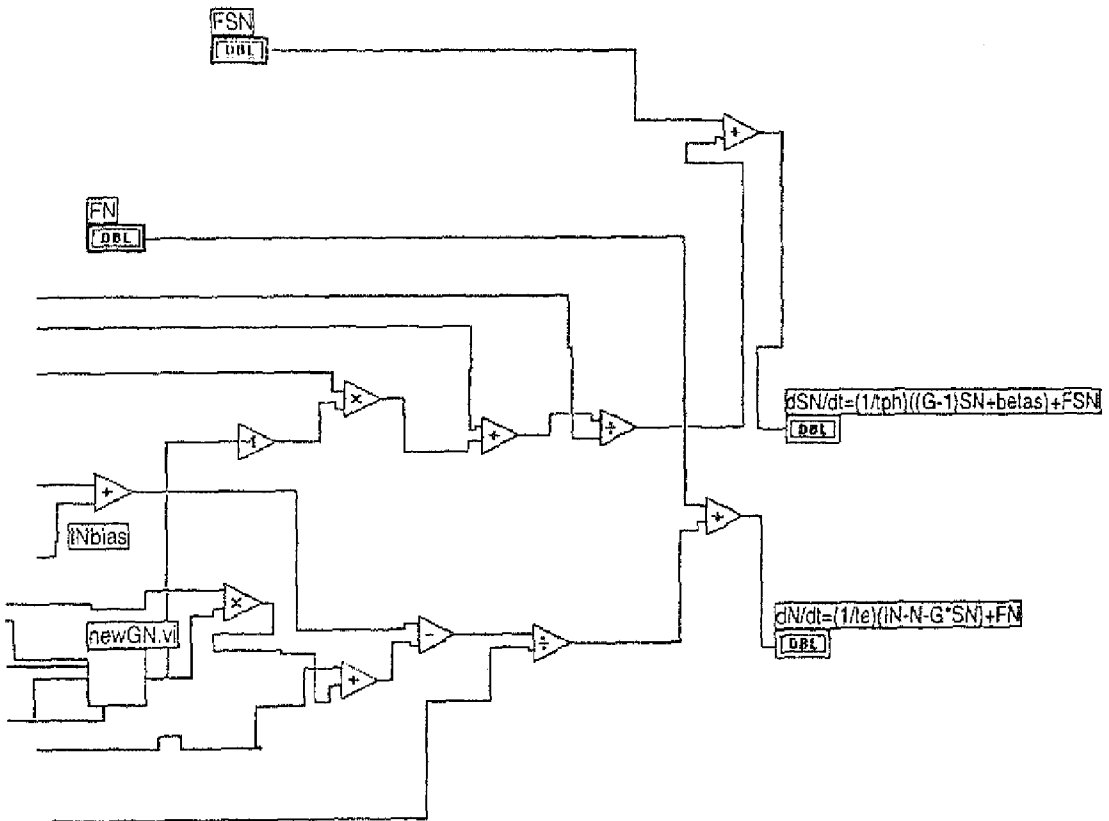 FSN
DBL
+
FN
DBL
×
dSN/dt=(1/tph)((G-1)SN+betas)+FSN
DBL
-1
+
÷
+
+
INbias
×
newGN.vi
-
÷
+
dN/dt=(1/te)(iN-N-G*SN)+FN
DBL